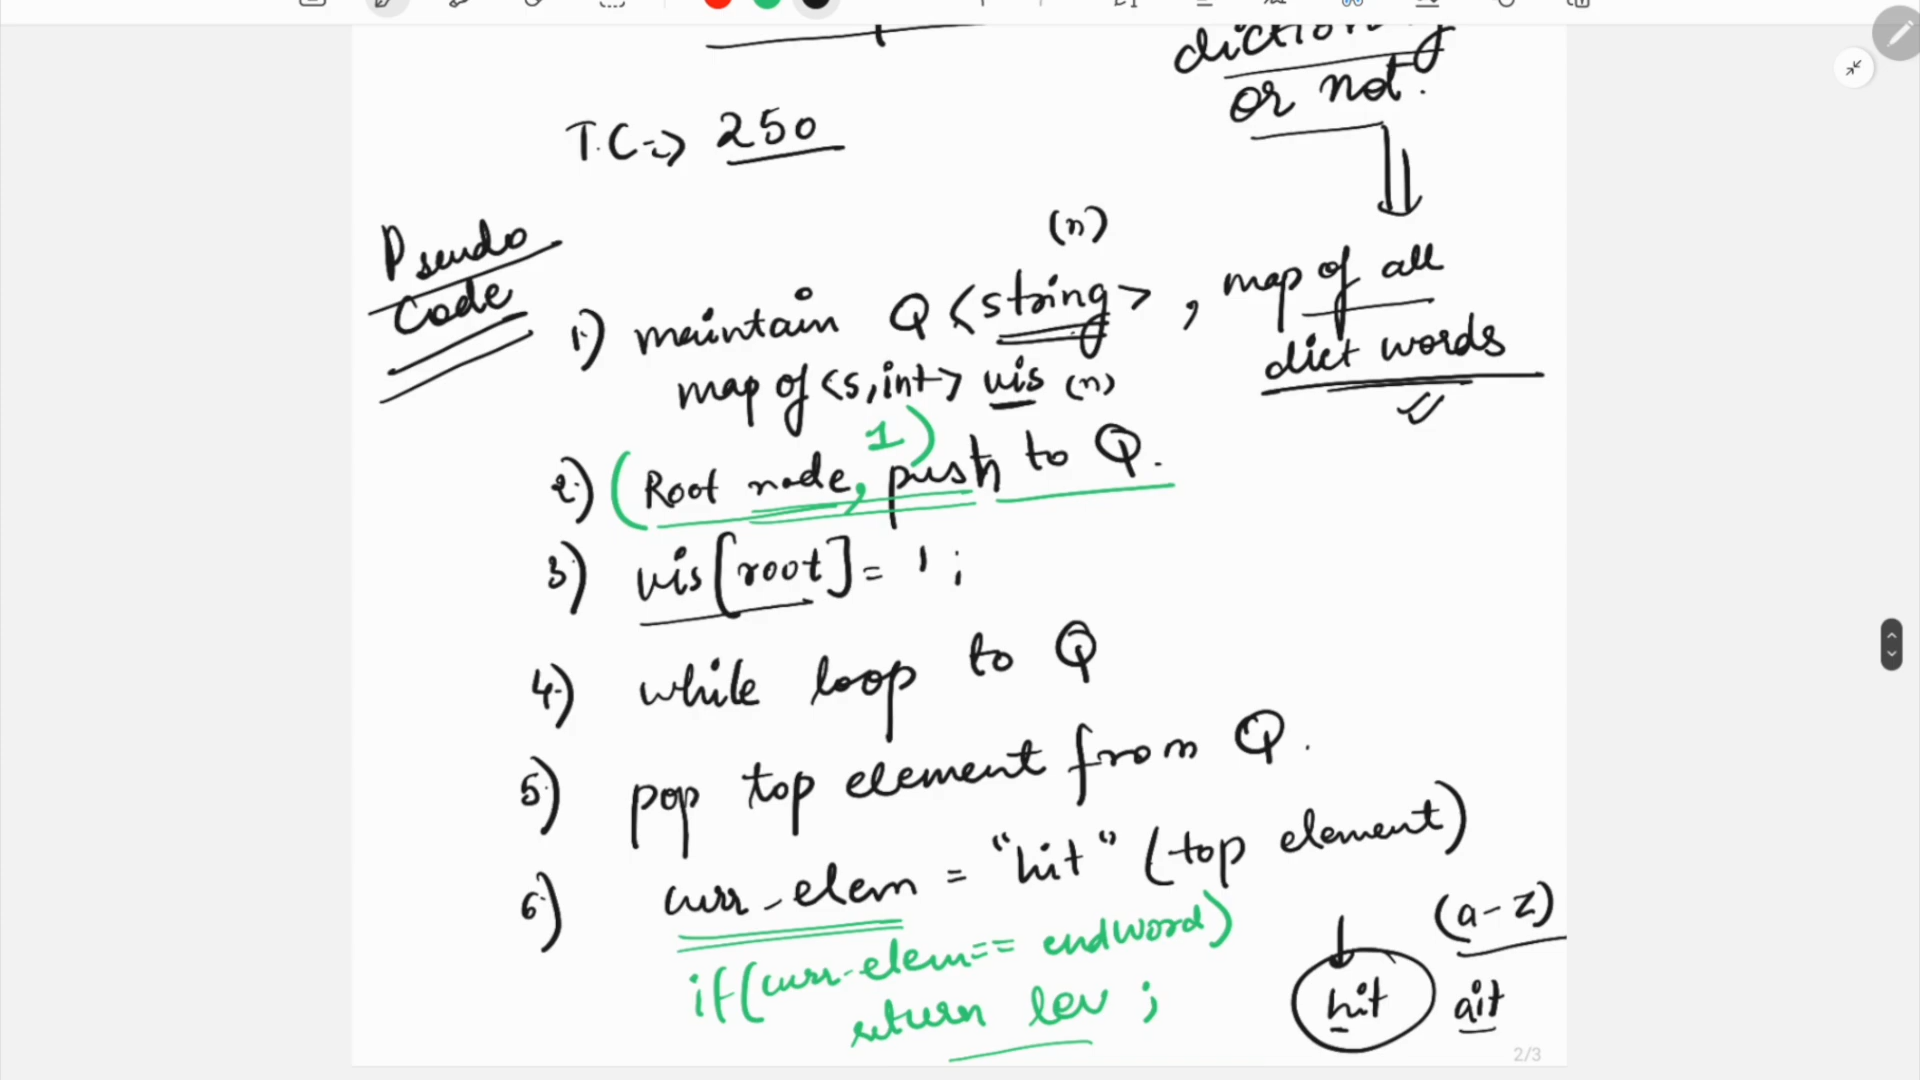 dictionary
or not.
T.C => 250
Pseudo
Code
(n)
1.) maintain Q <string> , map of all
dict words
map of <s, int> vis (n)
2.) (Root node, 1) push to Q.
3) vis[root] = 1 ;
4.) while loop to Q
5.) pop top element from Q.
6.) curr_elem = "hit" (top element)
if (curr-elem == endword)
return lev ;
(a-z)
hit ait
2/3